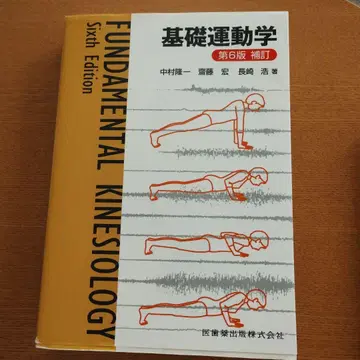 FUNDAMENTAL KINESIOLOGY
Sixth Edition
基礎運動学
第6版 補訂
中村隆一 齋藤 宏 長崎 浩 著
医歯薬出版株式会社